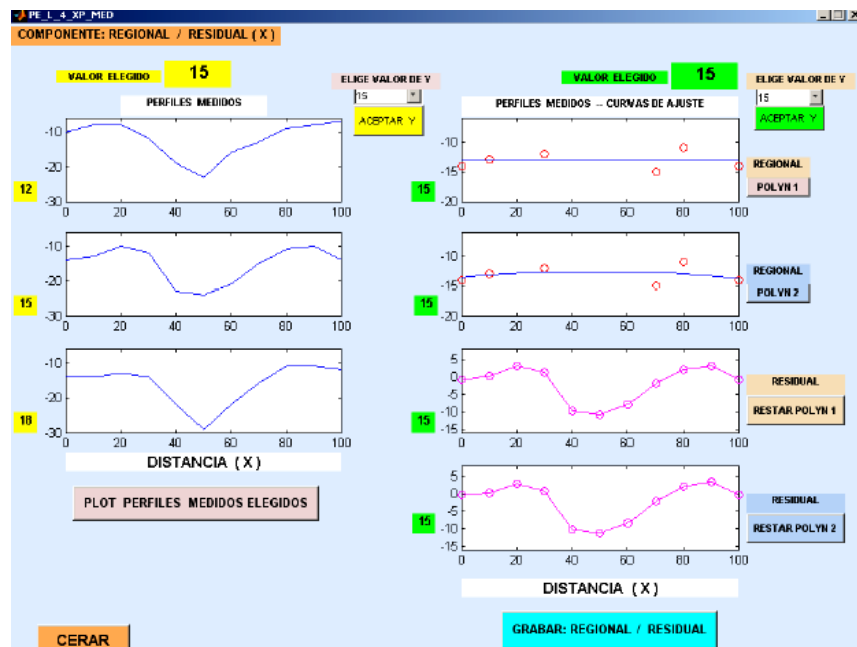 PE_L_4_XP_MED
COMPONENTE: REGIONAL / RESIDUAL ( X )
VALOR ELEGIDO 15
ELIGE VALOR DE Y
15
ACEPTAR Y
PERFILES MEDIDOS
-10
-20
-30
12
0 20 40 60 80 100
-10
-20
-30
15
0 20 40 60 80 100
-10
-20
-30
18
0 20 40 60 80 100
DISTANCIA ( X )
PLOT PERFILES MEDIDOS ELEGIDOS
CERAR
VALOR ELEGIDO 15
ELIGE VALOR DE Y
15
ACEPTAR Y
PERFILES MEDIDOS -- CURVAS DE AJUSTE
-10
-15
-20
15
0 20 40 60 80 100
REGIONAL
POLYN 1
-10
-15
-20
15
0 20 40 60 80 100
REGIONAL
POLYN 2
5
0
-5
-10
-15
15
0 20 40 60 80 100
RESIDUAL
RESTAR POLYN 1
5
0
-5
-10
-15
15
0 20 40 60 80 100
RESIDUAL
RESTAR POLYN 2
DISTANCIA ( X )
GRABAR: REGIONAL / RESIDUAL